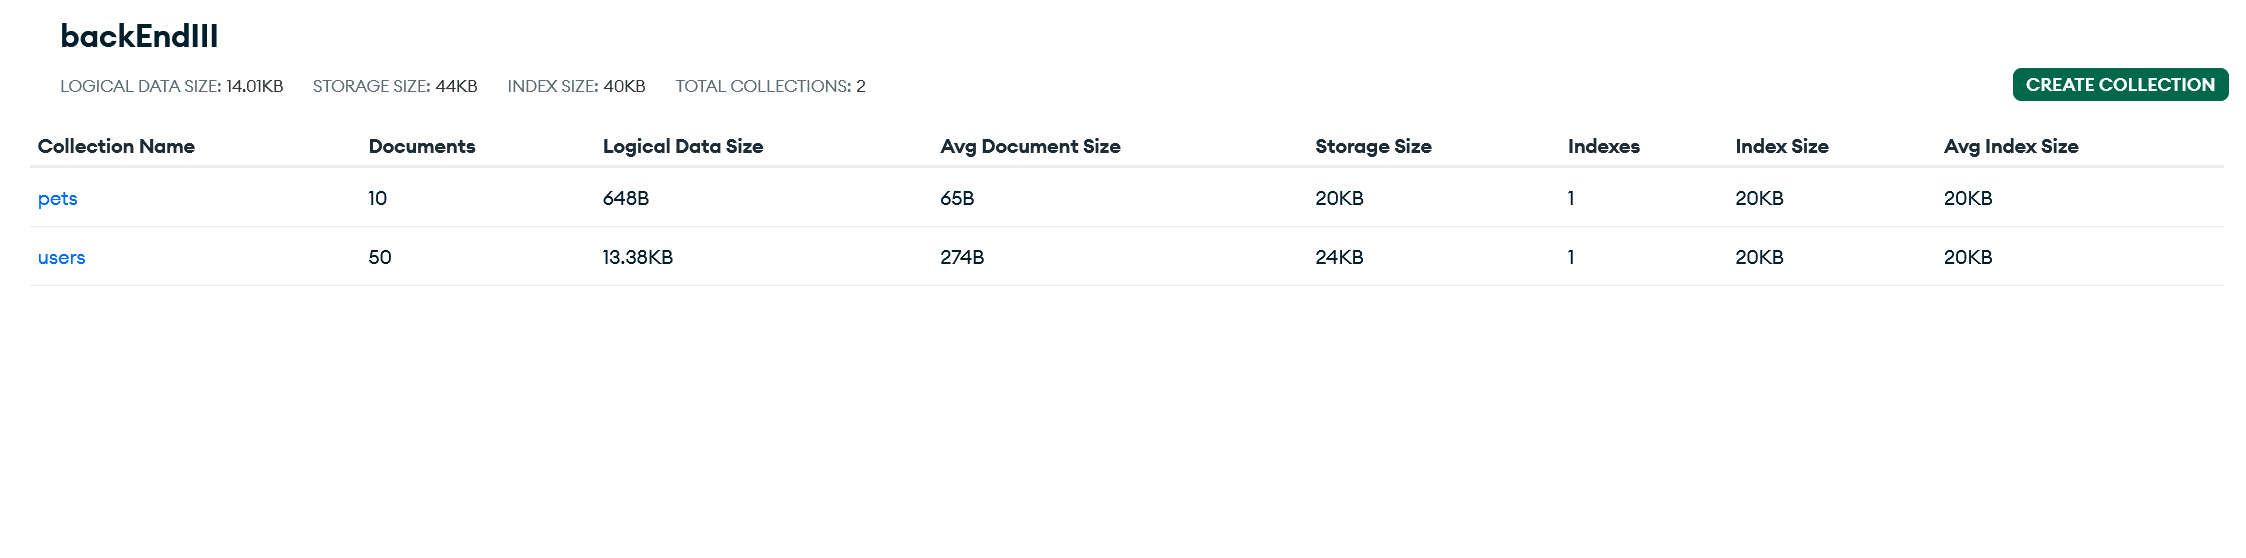 backEndIII
LOGICAL DATA SIZE: 14.01KB STORAGE SIZE: 44KB INDEX SIZE: 40KB TOTAL COLLECTIONS: 2
CREATE COLLECTION
Collection Name Documents Logical Data Size Avg Document Size Storage Size Indexes Index Size Avg Index Size
pets 10 648B 65B 20KB 1 20KB 20KB
users 50 13.38KB 274B 24KB 1 20KB 20KB